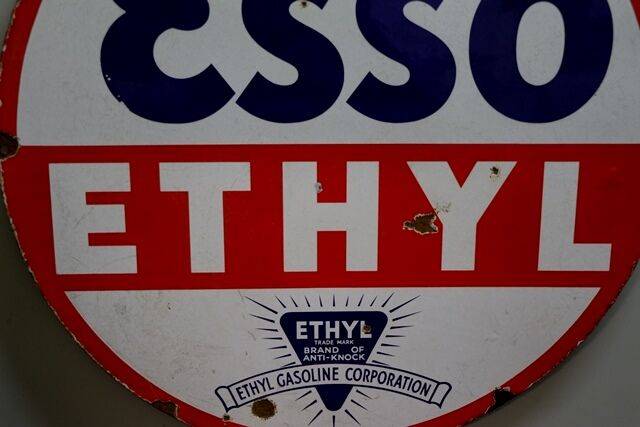 ESSO
ETHYL
ETHYL
TRADE MARK
BRAND OF
ANTI-KNOCK
ETHYL GASOLINE CORPORATION